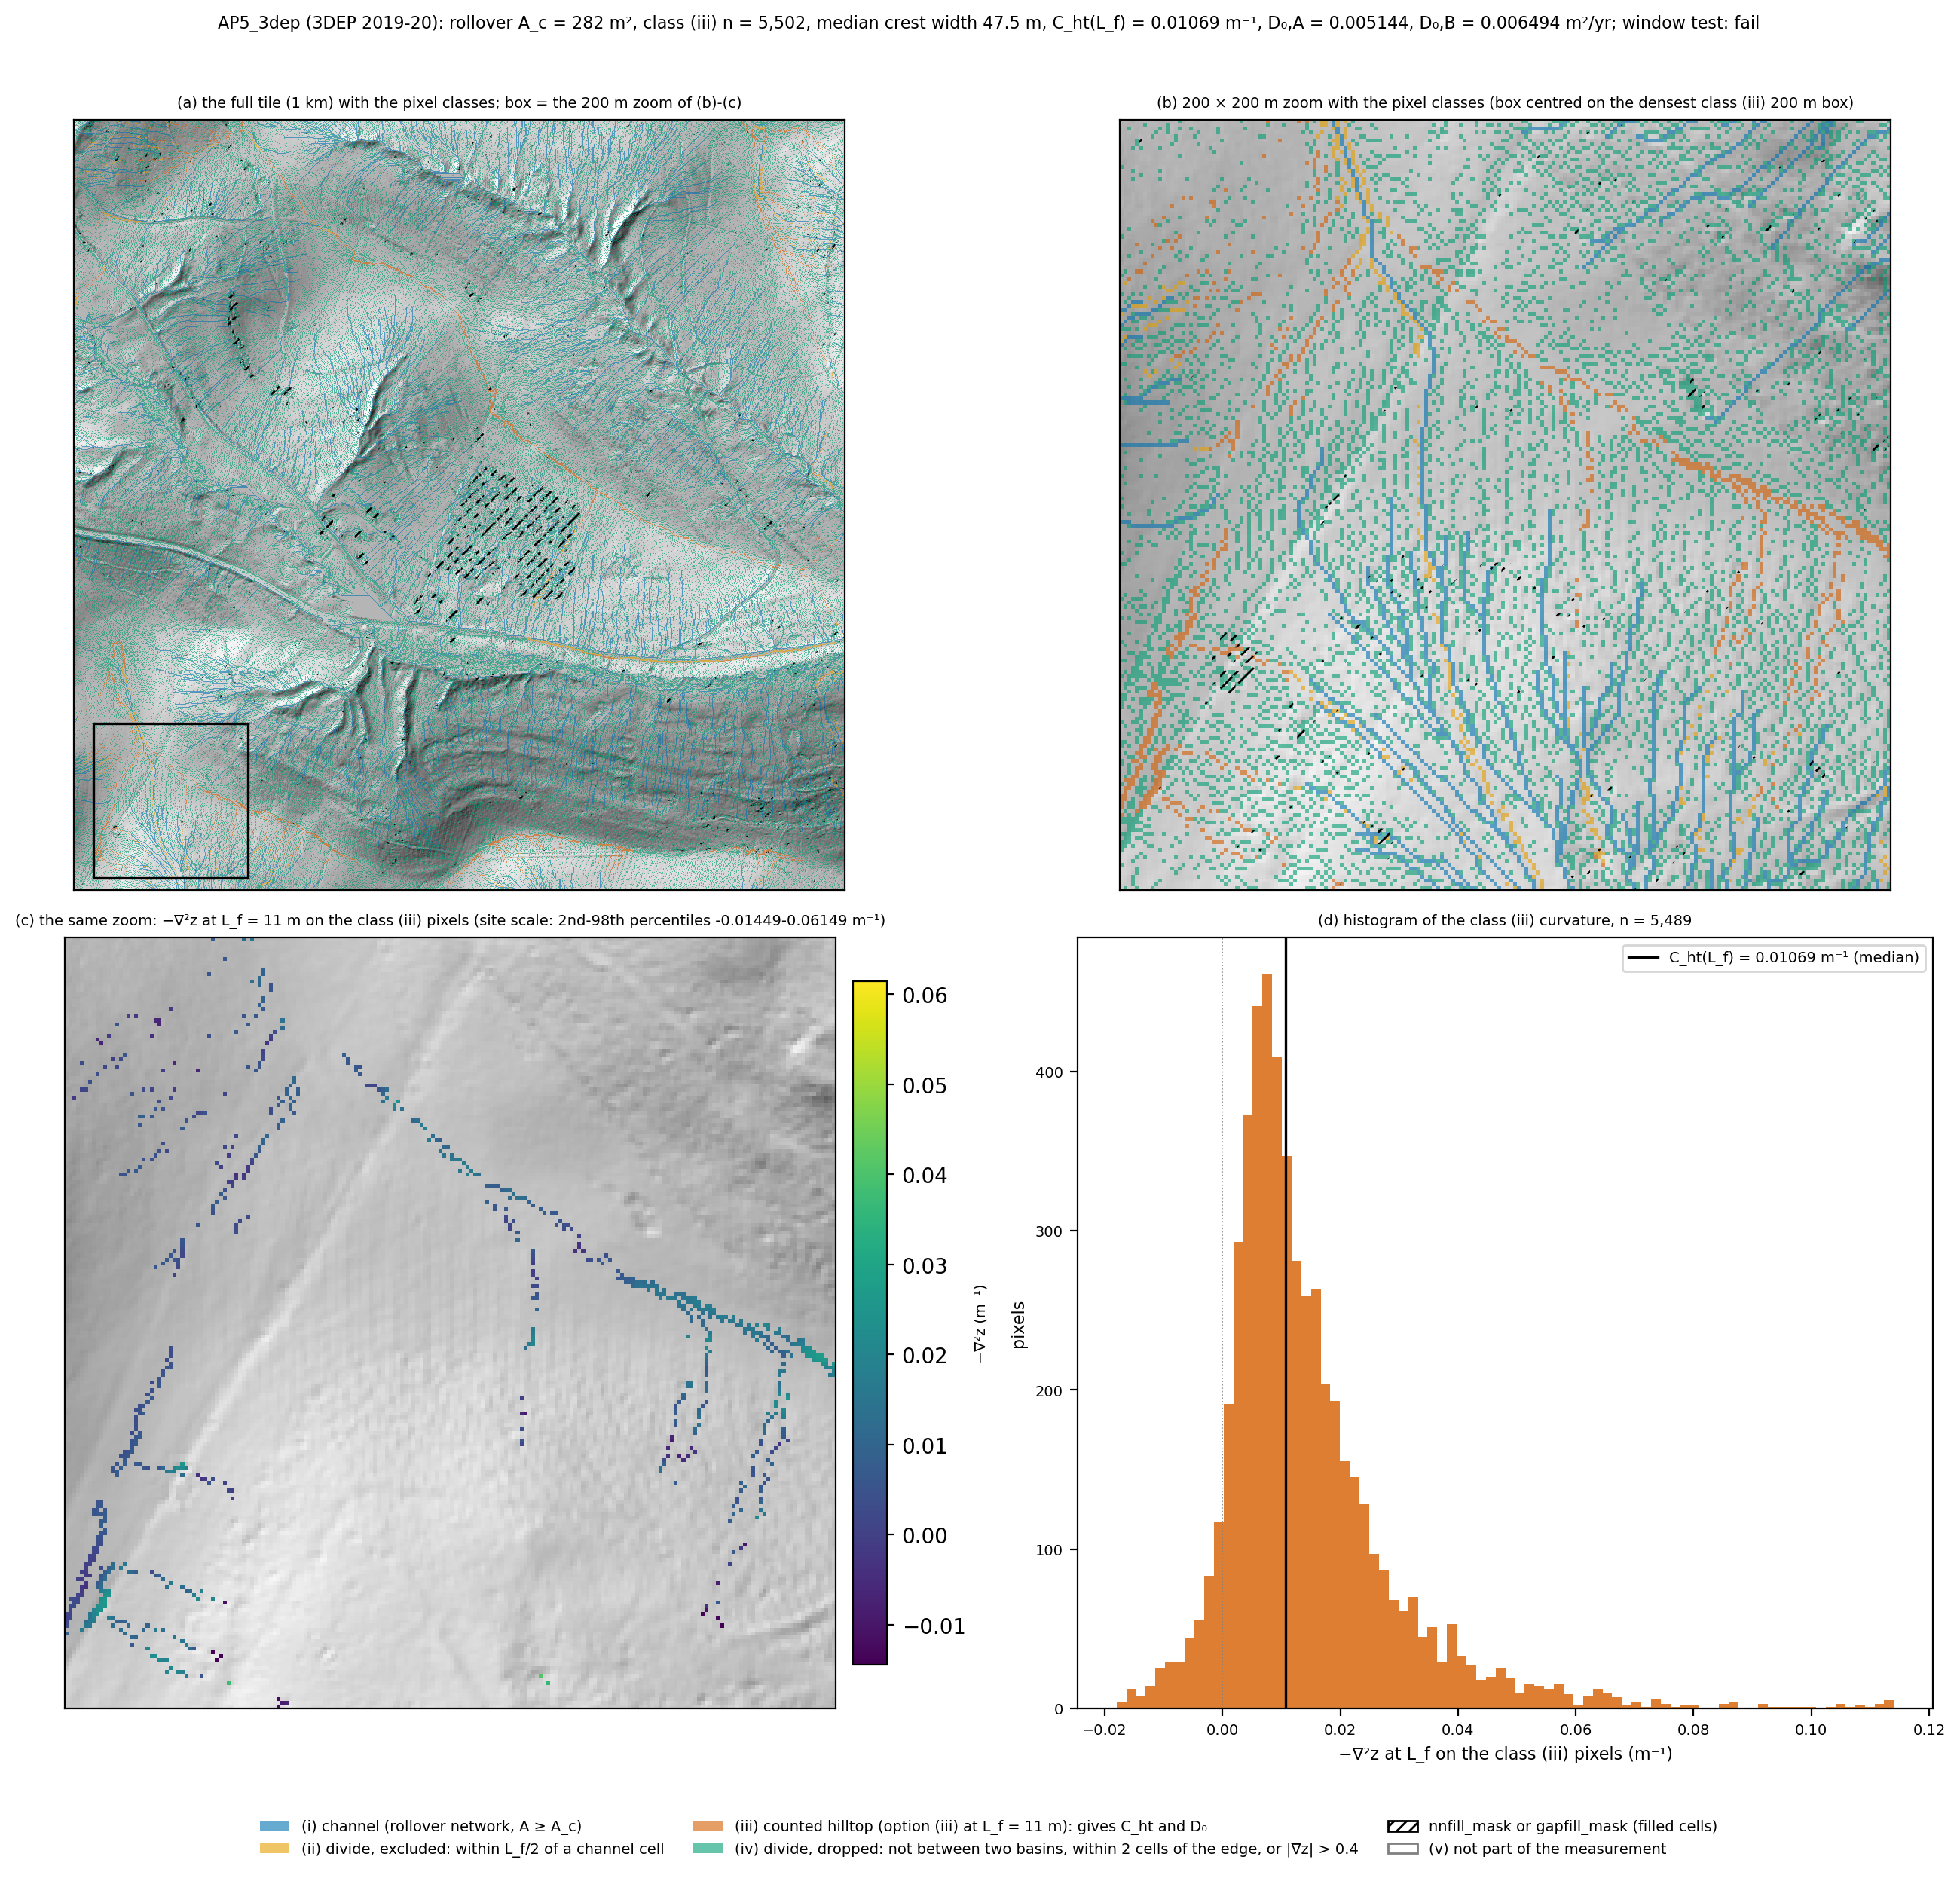 AP5_3dep (3DEP 2019-20): rollover A_c = 282 m², class (iii) n = 5,502, median crest width 47.5 m, C_ht(L_f) = 0.01069 m⁻¹, D₀,A = 0.005144, D₀,B = 0.006494 m²/yr; window test: fail
(a) the full tile (1 km) with the pixel classes; box = the 200 m zoom of (b)-(c)
(b) 200 × 200 m zoom with the pixel classes (box centred on the densest class (iii) 200 m box)
(c) the same zoom: −∇²z at L_f = 11 m on the class (iii) pixels (site scale: 2nd-98th percentiles -0.01449-0.06149 m⁻¹)
0.06
0.05
0.04
0.03
0.02
0.01
0.00
−0.01
−∇²z (m⁻¹)
(d) histogram of the class (iii) curvature, n = 5,489
C_ht(L_f) = 0.01069 m⁻¹ (median)
pixels
400
300
200
100
0
−0.02
0.00
0.02
0.04
0.06
0.08
0.10
0.12
−∇²z at L_f on the class (iii) pixels (m⁻¹)
(i) channel (rollover network, A ≥ A_c)
(ii) divide, excluded: within L_f/2 of a channel cell
(iii) counted hilltop (option (iii) at L_f = 11 m): gives C_ht and D₀
(iv) divide, dropped: not between two basins, within 2 cells of the edge, or |∇z| > 0.4
nnfill_mask or gapfill_mask (filled cells)
(v) not part of the measurement